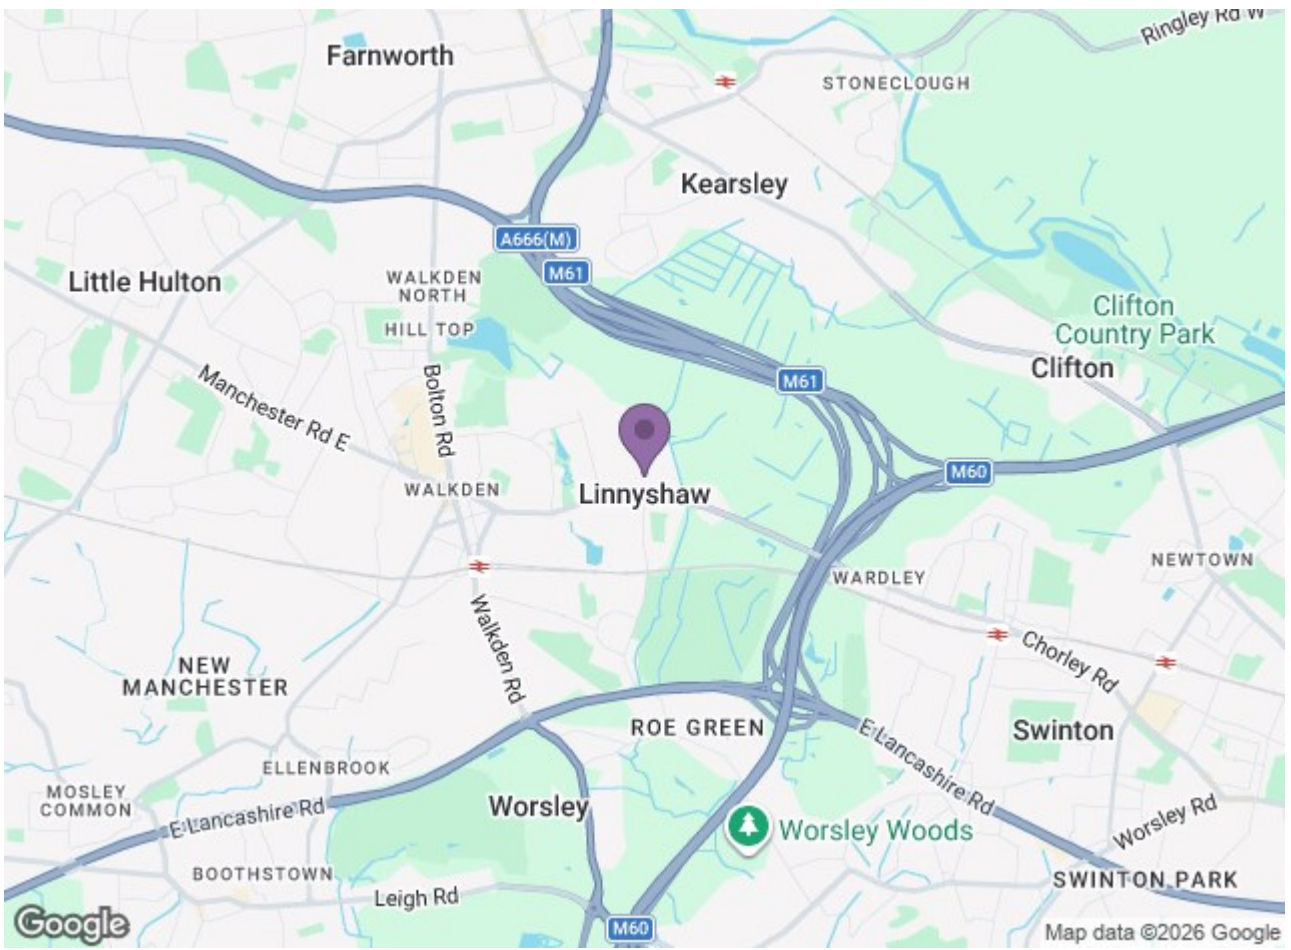 Ringley Rd W
Farnworth
STONECLOUGH
Kearsley
A666(M)
M61
Little Hulton
WALKDEN
NORTH
HILL TOP
Clifton
Country Park
Clifton
M61
Manchester Rd E
Bolton Rd
M60
WALKDEN
Linnyshaw
NEWTOWN
WARDLEY
Walkden Rd
Chorley Rd
NEW
MANCHESTER
ROE GREEN
Swinton
E Lancashire Rd
ELLENBROOK
MOSLEY
COMMON
Worsley
E Lancashire Rd
Worsley Woods
Worsley Rd
BOOTHSTOWN
Leigh Rd
SWINTON PARK
M60
Google
Map data ©2026 Google